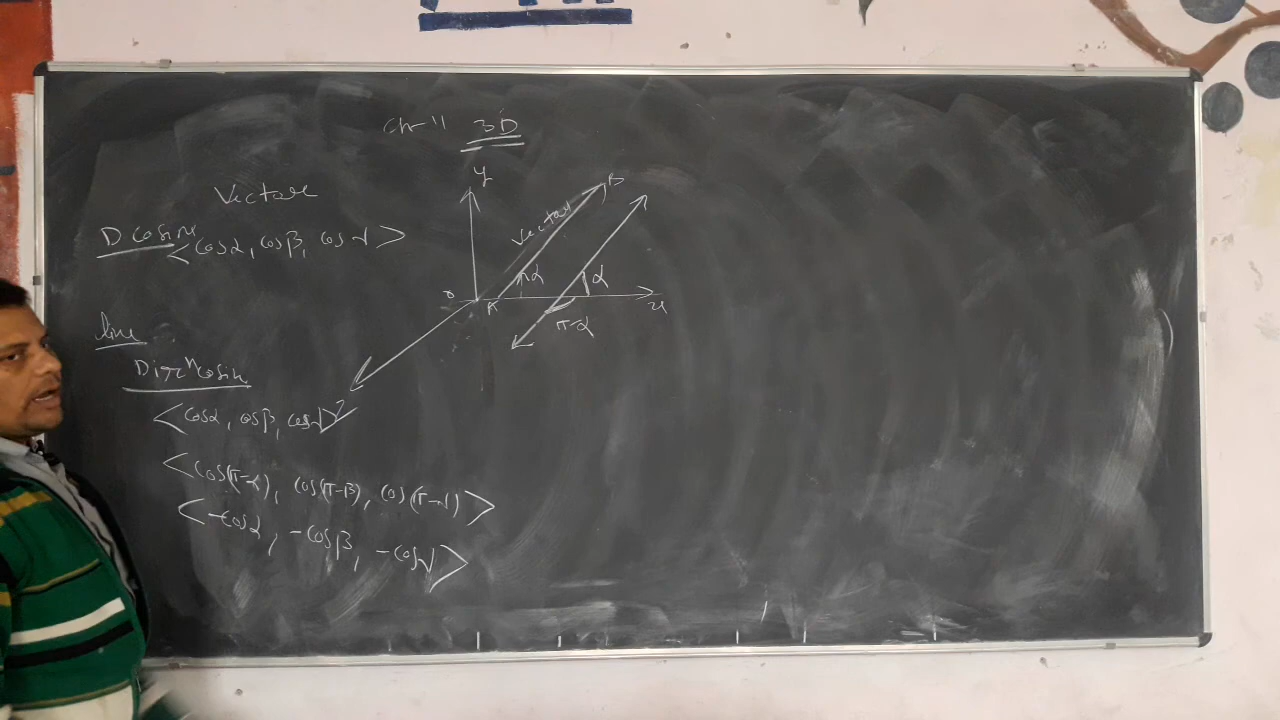 Ch-11 3D
y
Vector
B
D Cosine
Vector
<cosα, cosβ, cosγ>
α
α
O
A
x
π-α
line
Dirⁿ Cosine
<cosα, cosβ, cosγ>
<cos(π-α), cos(π-β), cos(π-γ)>
<-cosα, -cosβ, -cosγ>